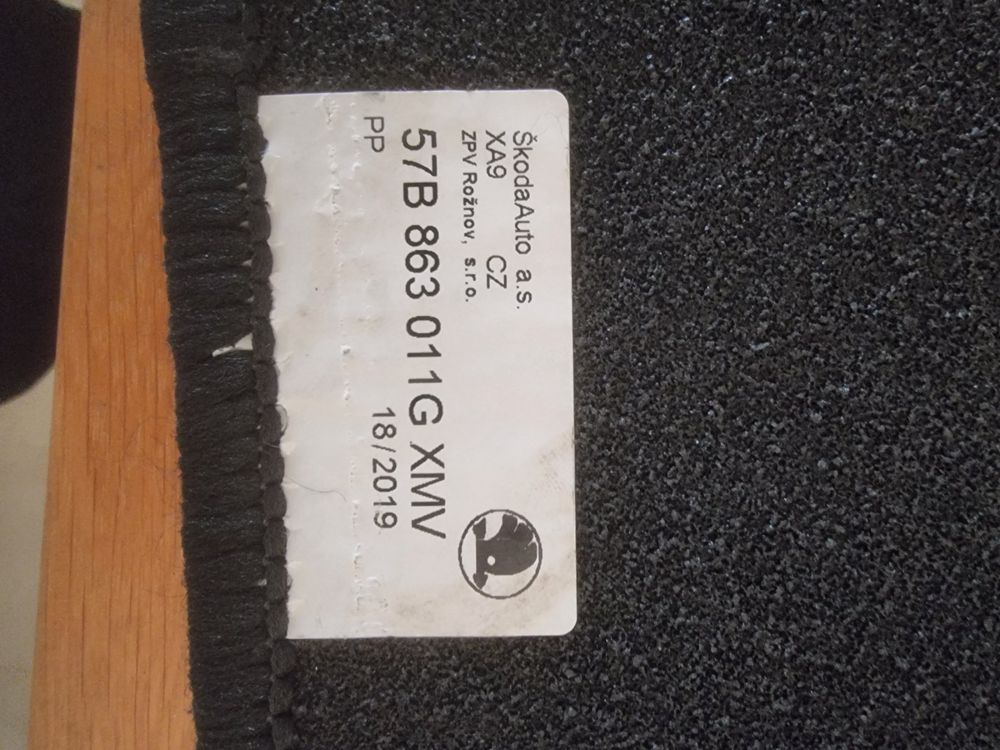 ŠkodaAuto a.s.
XA9 CZ
ZPV Rožnov, s.r.o.
57B 863 011G XMV
PP 18/2019